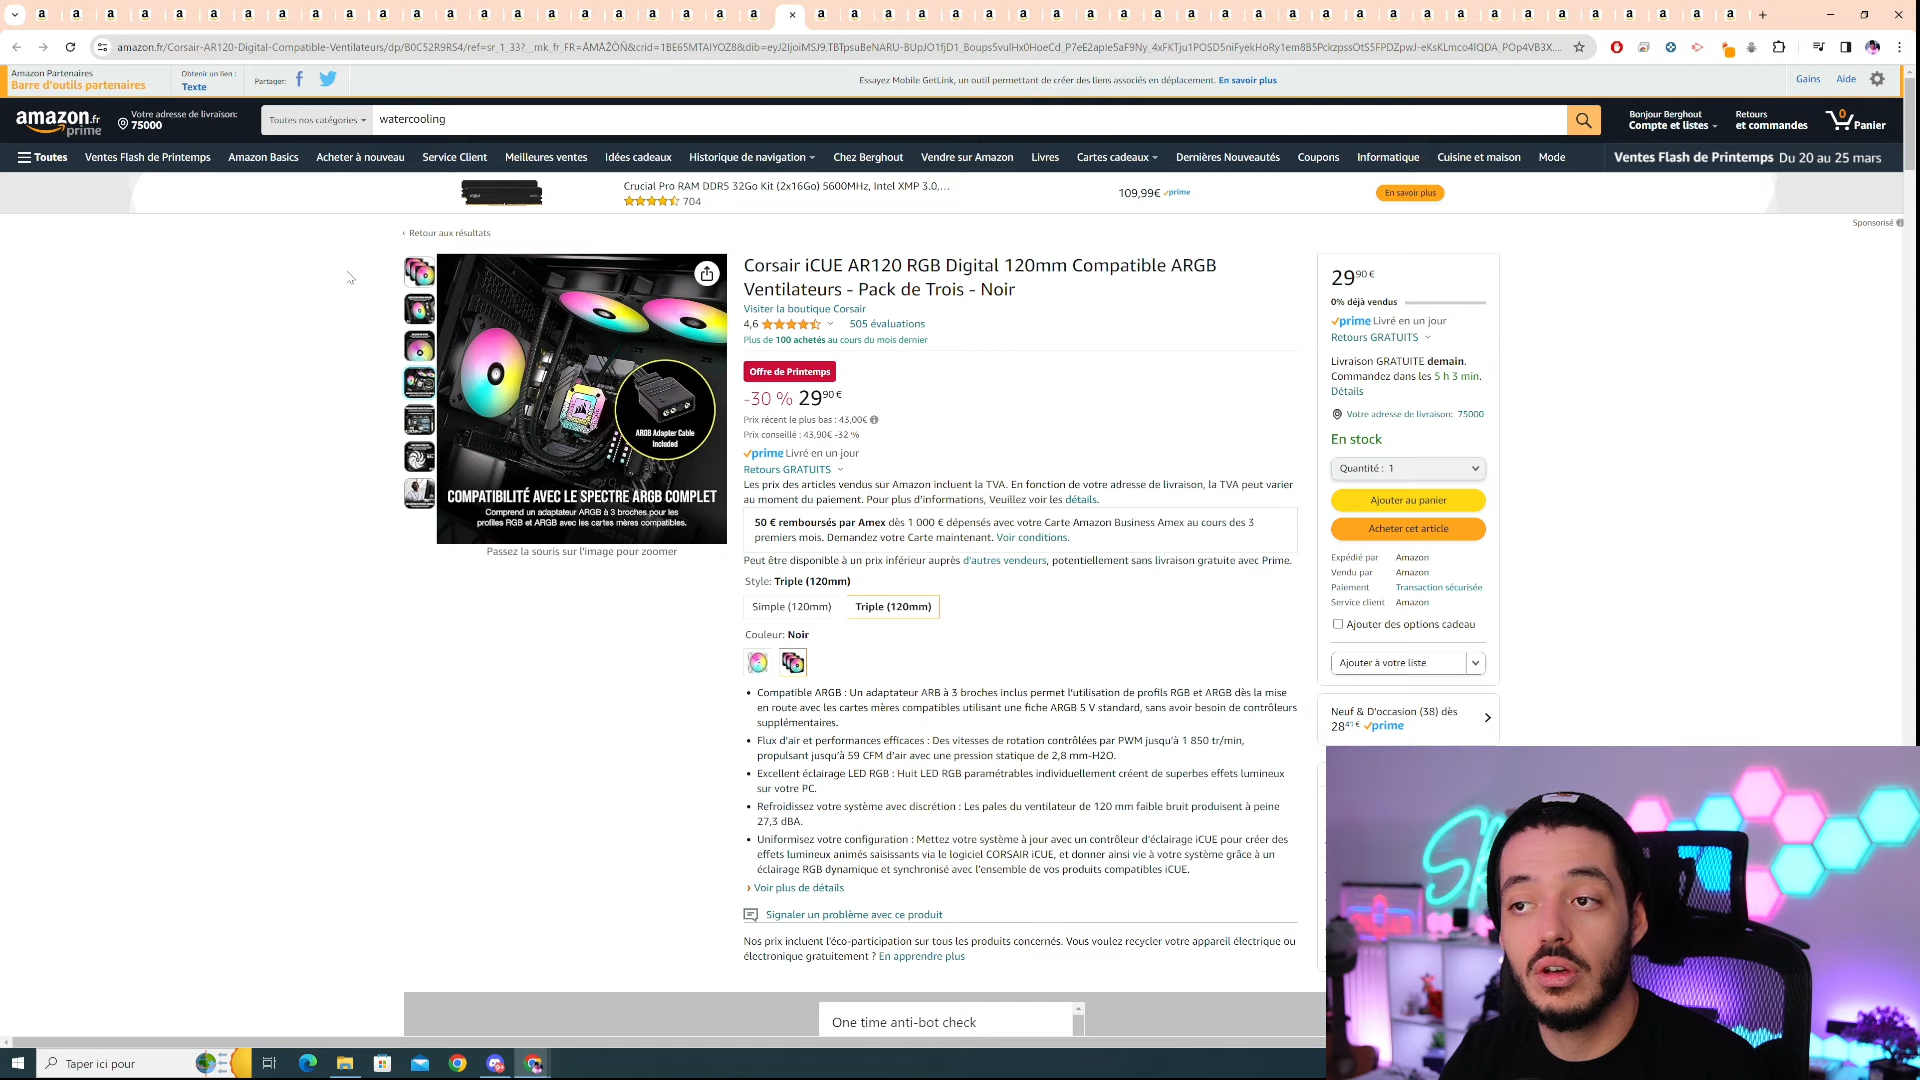 amazon.fr/Corsair-AR120-Digital-Compatible-Ventilateurs/dp/B0C52R9RS4/ref=sr_1_33?
Amazon Partenaires
Barre d'outils partenaires
Obtenir un lien :
Texte
Partager:
Essayez Mobile GetLink, un outil permettant de créer des liens associés en déplacement. En savoir plus
Gains
Aide
amazon.fr
prime
Votre adresse de livraison:
75000
Toutes nos catégories
watercooling
Bonjour Berghout
Compte et listes
Retours
et commandes
0
Panier
Toutes
Ventes Flash de Printemps
Amazon Basics
Acheter à nouveau
Service Client
Meilleures ventes
Idées cadeaux
Historique de navigation
Chez Berghout
Vendre sur Amazon
Livres
Cartes cadeaux
Dernières Nouveautés
Coupons
Informatique
Cuisine et maison
Mode
Ventes Flash de Printemps Du 20 au 25 mars
Crucial Pro RAM DDR5 32Go Kit (2x16Go) 5600MHz, Intel XMP 3.0,...
704
109,99€ prime
En savoir plus
Sponsorisé
‹ Retour aux résultats
ARGB Adapter Cable
Included
COMPATIBILITÉ AVEC LE SPECTRE ARGB COMPLET
Comprend un adaptateur ARGB à 3 broches pour les
profiles RGB et ARGB avec les cartes mères compatibles.
Passez la souris sur l'image pour zoomer
Corsair iCUE AR120 RGB Digital 120mm Compatible ARGB
Ventilateurs - Pack de Trois - Noir
Visiter la boutique Corsair
4,6
505 évaluations
Plus de 100 achetés au cours du mois dernier
Offre de Printemps
-30 % 29,90€
Prix récent le plus bas : 43,00€
Prix conseillé : 43,90€ -32 %
prime Livré en un jour
Retours GRATUITS
Les prix des articles vendus sur Amazon incluent la TVA. En fonction de votre adresse de livraison, la TVA peut varier
au moment du paiement. Pour plus d'informations, Veuillez voir les détails.
50 € remboursés par Amex dès 1 000 € dépensés avec votre Carte Amazon Business Amex au cours des 3
premiers mois. Demandez votre Carte maintenant. Voir conditions.
Peut être disponible à un prix inférieur auprès d'autres vendeurs, potentiellement sans livraison gratuite avec Prime.
Style: Triple (120mm)
Simple (120mm)
Triple (120mm)
Couleur: Noir
• Compatible ARGB : Un adaptateur ARB à 3 broches inclus permet l'utilisation de profils RGB et ARGB dès la mise
en route avec les cartes mères compatibles utilisant une fiche ARGB 5 V standard, sans avoir besoin de contrôleurs
supplémentaires.
• Flux d'air et performances efficaces : Des vitesses de rotation contrôlées par PWM jusqu'à 1 850 tr/min,
propulsant jusqu'à 59 CFM d'air avec une pression statique de 2,8 mm-H2O.
• Excellent éclairage LED RGB : Huit LED RGB paramétrables individuellement créent de superbes effets lumineux
sur votre PC.
• Refroidissez votre système avec discrétion : Les pales du ventilateur de 120 mm faible bruit produisent à peine
27,3 dBA.
• Uniformisez votre configuration : Mettez votre système à jour avec un contrôleur d'éclairage iCUE pour créer des
effets lumineux animés saisissants via le logiciel CORSAIR iCUE, et donner ainsi vie à votre système grâce à un
éclairage RGB dynamique et synchronisé avec l'ensemble de vos produits compatibles iCUE.
› Voir plus de détails
Signaler un problème avec ce produit
Nos prix incluent l'éco-participation sur tous les produits concernés. Vous voulez recycler votre appareil électrique ou
électronique gratuitement ? En apprendre plus
One time anti-bot check
29,90€
0% déjà vendus
prime Livré en un jour
Retours GRATUITS
Livraison GRATUITE demain.
Commandez dans les 5 h 3 min.
Détails
Votre adresse de livraison: 75000
En stock
Quantité : 1
Ajouter au panier
Acheter cet article
Expédié par Amazon
Vendu par Amazon
Paiement Transaction sécurisée
Service client Amazon
Ajouter des options cadeau
Ajouter à votre liste
Neuf & D'occasion (38) dès
28,41€ prime
Taper ici pour